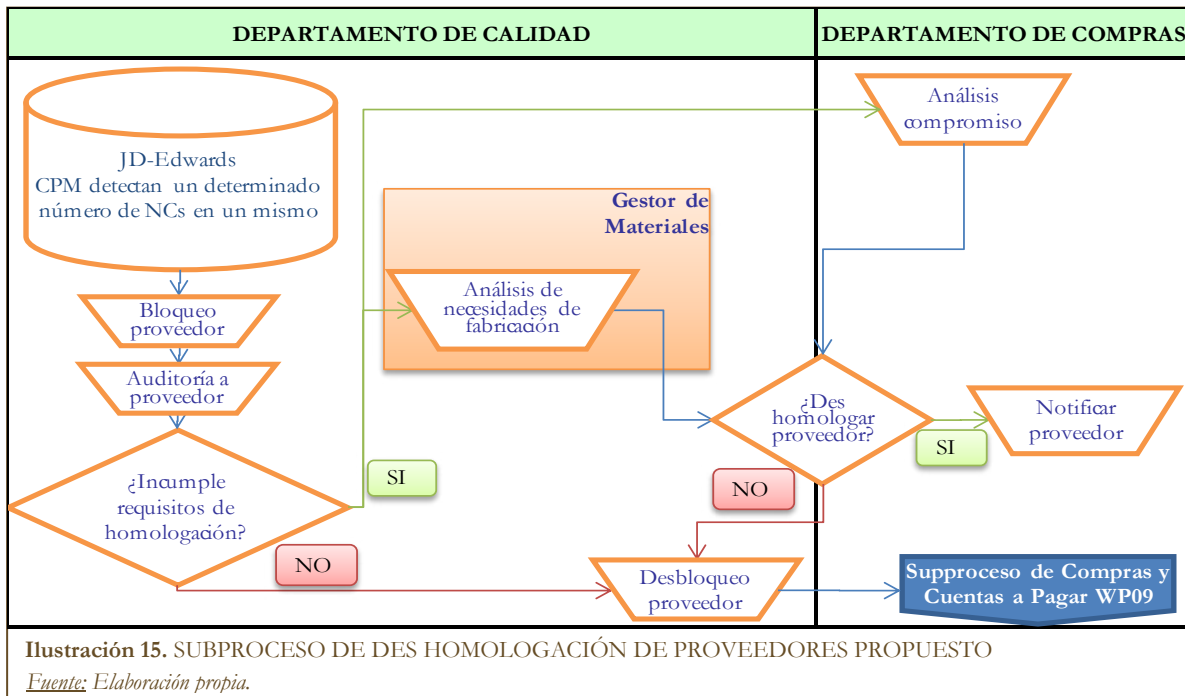 DEPARTAMENTO DE CALIDAD
DEPARTAMENTO DE COMPRAS
JD-Edwards
CPM detectan un determinado
número de NCs en un mismo
Bloqueo
proveedor
Auditoría a
proveedor
¿Incumple
requisitos de
homologación?
SI
NO
Gestor de
Materiales
Análisis de
necesidades de
fabricación
Análisis
compromiso
¿Des
homologar
proveedor?
SI
NO
Notificar
proveedor
Desbloqueo
proveedor
Supproceso de Compras y
Cuentas a Pagar WP09
Ilustración 15. SUBPROCESO DE DES HOMOLOGACIÓN DE PROVEEDORES PROPUESTO
Fuente: Elaboración propia.